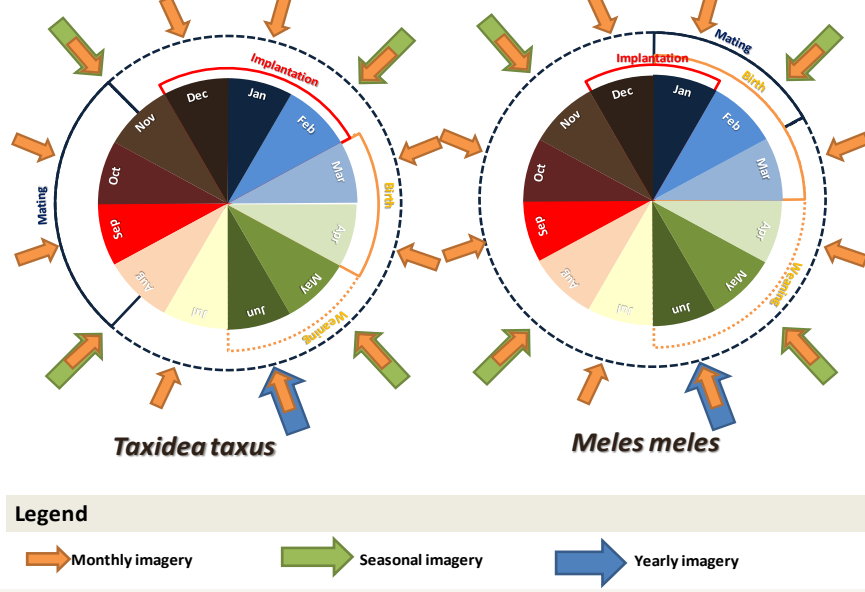 Implantation
Dec
Jan
Nov
Feb
Oct
Mar
Mating
Birth
Sep
Apr
Aug
May
Jul
Jun
Weaning
Taxidea taxus
Mating
Implantation
Birth
Dec
Jan
Nov
Feb
Oct
Mar
Sep
Apr
Aug
May
Jul
Jun
Weaning
Meles meles
Legend
Monthly imagery
Seasonal imagery
Yearly imagery